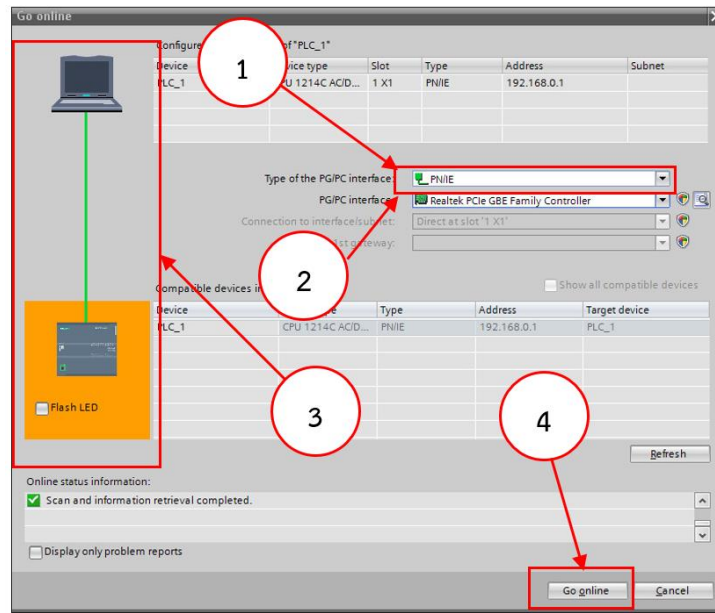 Go online
Configure of "PLC_1"
Device vice type Slot Type Address Subnet
PLC_1 PU 1214C AC/D... 1 X1 PN/IE 192.168.0.1
1
Type of the PG/PC interface: PN/IE
PG/PC interface: Realtek PCIe GBE Family Controller
Connection to interface/subnet: Direct at slot '1 X1'
1st gateway:
2
Compatible devices in
Show all compatible devices
Device Type Address Target device
PLC_1 CPU 1214C AC/D... PN/IE 192.168.0.1 PLC_1
Flash LED
3
4
Refresh
Online status information:
Scan and information retrieval completed.
Display only problem reports
Go online Cancel